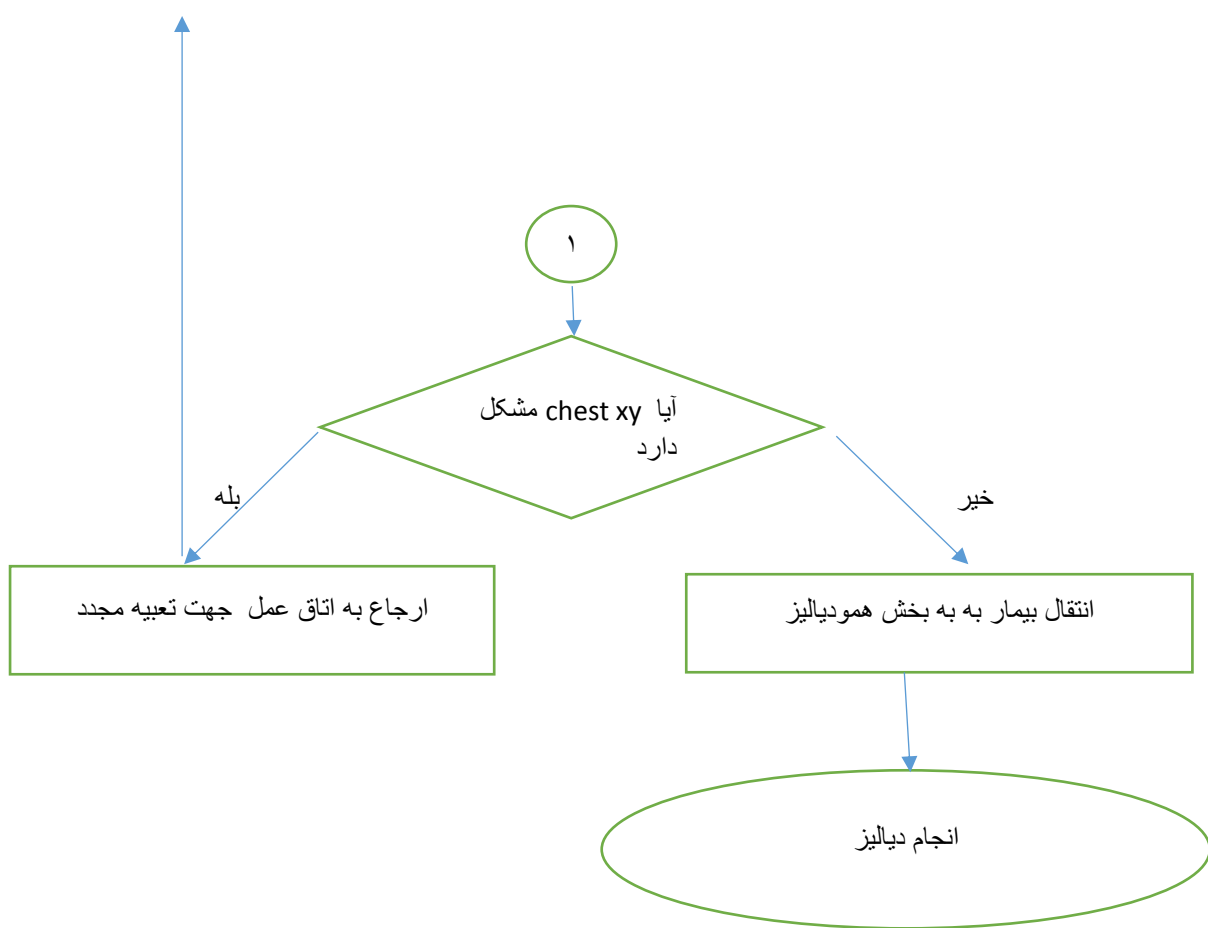 ۱
آیا chest xy مشکل
دارد
بله
خیر
ارجاع به اتاق عمل جهت تعبیه مجدد
انتقال بیمار به به بخش همودیالیز
انجام دیالیز